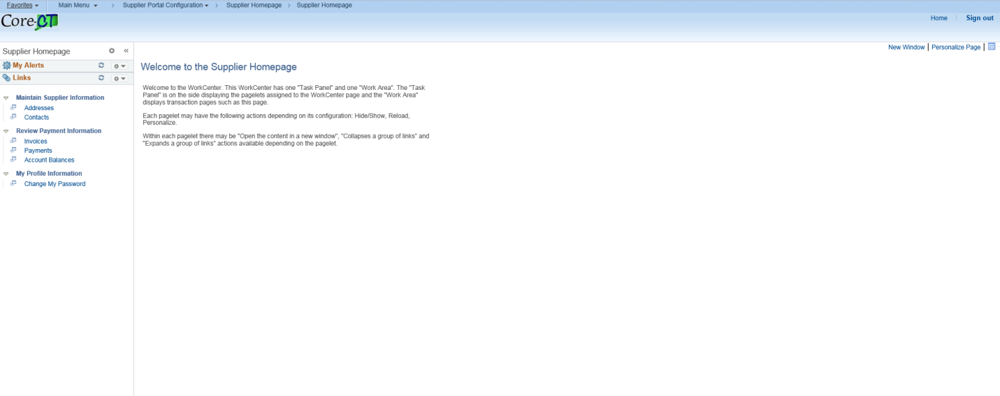 Favorites Main Menu > Supplier Portal Configuration > Supplier Homepage > Supplier Homepage
Core-CT
Home Sign out
Supplier Homepage
New Window | Personalize Page |
My Alerts
Links
Maintain Supplier Information
Addresses
Contacts
Review Payment Information
Invoices
Payments
Account Balances
My Profile Information
Change My Password
Welcome to the Supplier Homepage
Welcome to the WorkCenter. This WorkCenter has one "Task Panel" and one "Work Area". The "Task
Panel" is on the side displaying the pagelets assigned to the WorkCenter page and the "Work Area"
displays transaction pages such as this page.
Each pagelet may have the following actions depending on its configuration: Hide/Show, Reload,
Personalize.
Within each pagelet there may be "Open the content in a new window", "Collapses a group of links" and
"Expands a group of links" actions available depending on the pagelet.